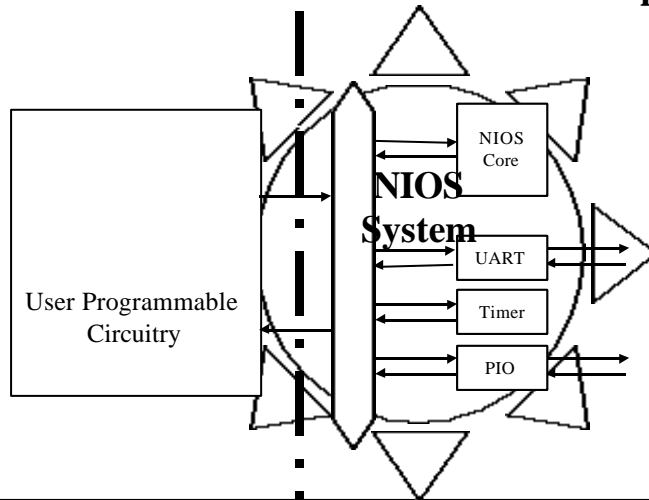 NIOS
Core
NIOS
System
UART
User Programmable
Circuitry
Timer
PIO